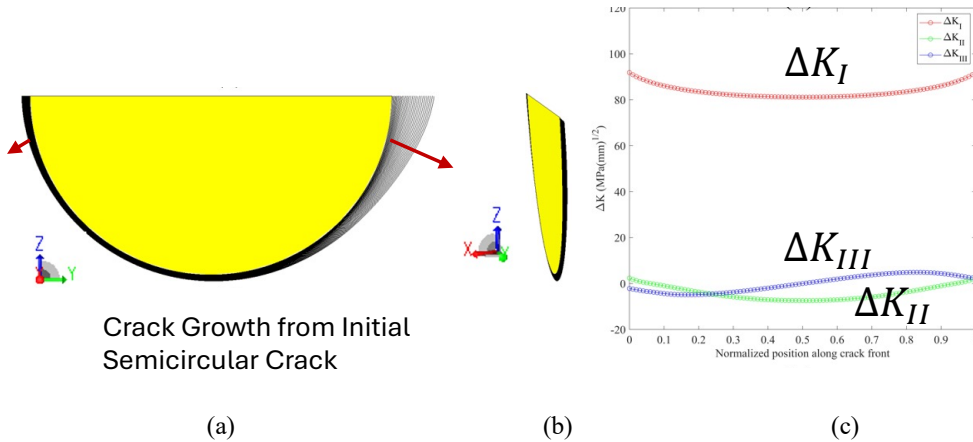 Z
X
Y
Crack Growth from Initial
Semicircular Crack
Z
X
Y
ΔK_I
ΔK_II
ΔK_III
ΔK_I
ΔK_III
ΔK_II
ΔK (MPa(mm)^1/2)
120
100
80
60
40
20
0
-20
0 0.1 0.2 0.3 0.4 0.5 0.6 0.7 0.8 0.9
Normalized position along crack front
(a) (b) (c)